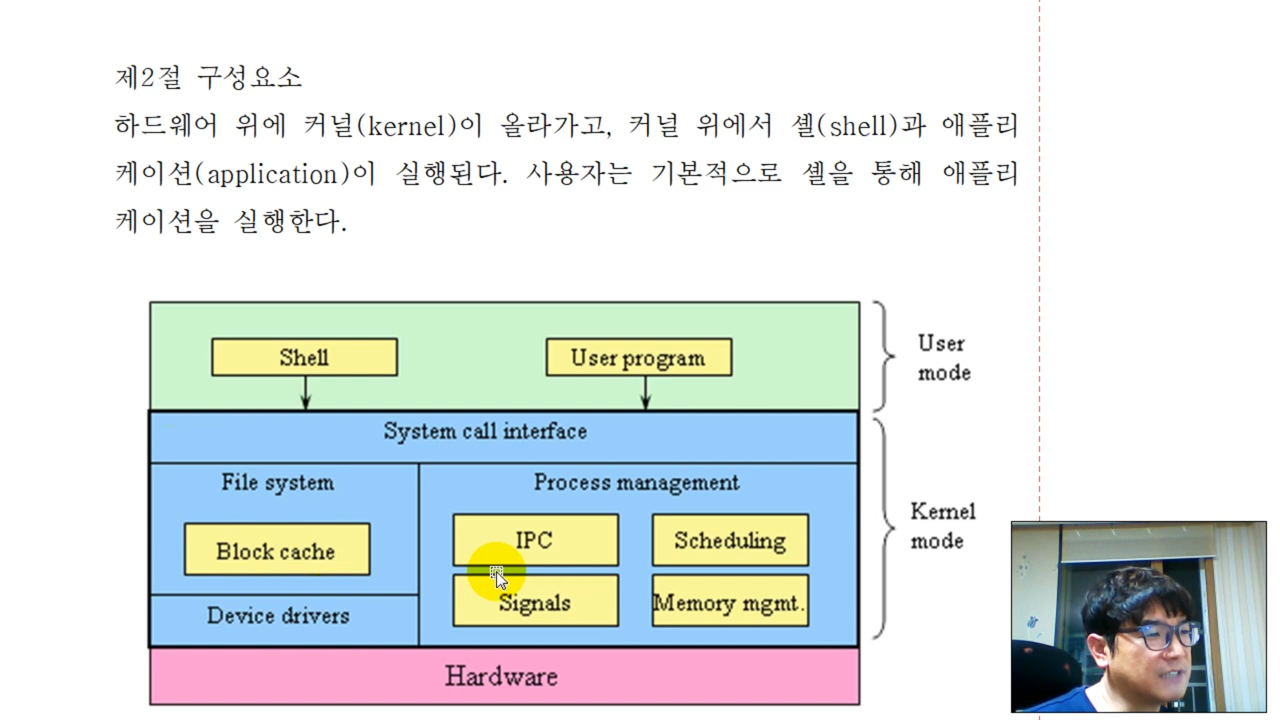 제2절 구성요소
하드웨어 위에 커널(kernel)이 올라가고, 커널 위에서 셸(shell)과 애플리
케이션(application)이 실행된다. 사용자는 기본적으로 셸을 통해 애플리
케이션을 실행한다.
Shell
User program
User
mode
System call interface
File system
Process management
Block cache
IPC
Scheduling
Kernel
mode
Signals
Memory mgmt.
Device drivers
Hardware